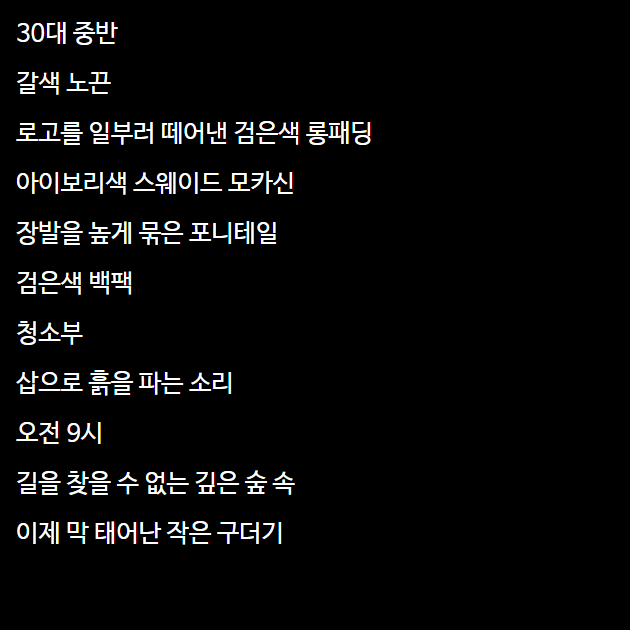 30대 중반
갈색 노끈
로고를 일부러 떼어낸 검은색 롱패딩
아이보리색 스웨이드 모카신
장발을 높게 묶은 포니테일
검은색 백팩
청소부
삽으로 흙을 파는 소리
오전 9시
길을 찾을 수 없는 깊은 숲 속
이제 막 태어난 작은 구더기